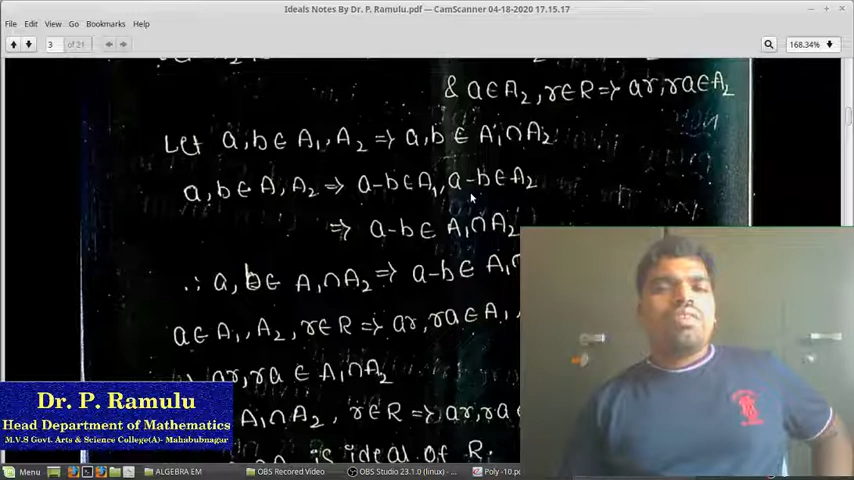 Ideals Notes By Dr. P. Ramulu.pdf — CamScanner 04-18-2020 17.15.17
File Edit View Go Bookmarks Help
3 of 21
168.34%
& a∈A₂, r∈R ⇒ ar, ra∈A₂
Let a,b∈ A₁, A₂ ⇒ a,b ∈ A₁∩A₂
a,b∈ A, A₂ ⇒ a-b∈A₁, a-b∈A₂
⇒ a-b∈ A₁∩A₂
∴ a,b∈ A₁∩A₂ ⇒ a-b∈ A₁∩
a∈A₁, A₂, r∈R ⇒ ar, ra∈A₁,
ar, ra ∈ A₁∩A₂
A₁∩A₂, r∈R ⇒ ar, ra
is ideal of R.
Dr. P. Ramulu
Head Department of Mathematics
M.V.S Govt. Arts & Science College(A)- Mahabubnagar
Menu
ALGEBRA EM
OBS Recored Video
OBS Studio 23.1.0 (linux) - ...
Poly -10.p